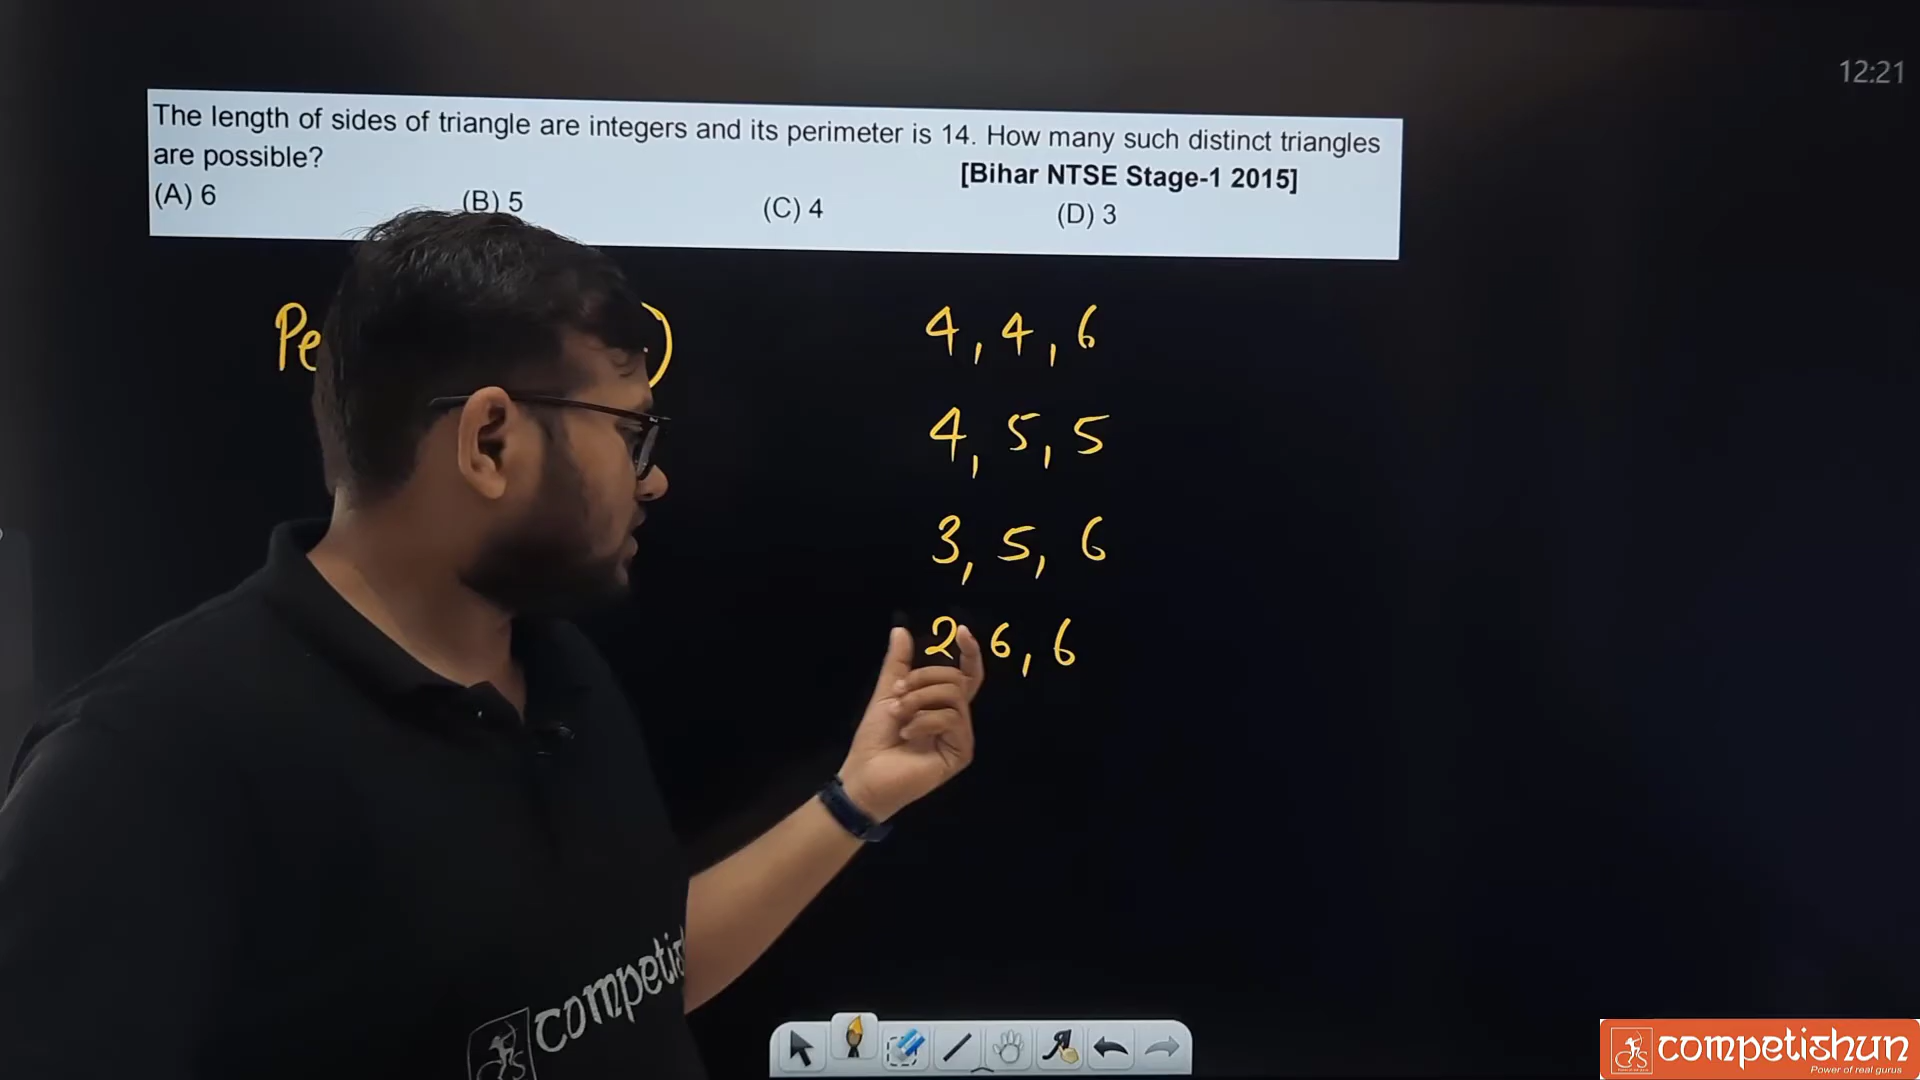 12:21
The length of sides of triangle are integers and its perimeter is 14. How many such distinct triangles
are possible?
[Bihar NTSE Stage-1 2015]
(A) 6 (B) 5 (C) 4 (D) 3
Pe )
4, 4, 6
4, 5, 5
3, 5, 6
2 6, 6
competis
competishun
Power of real gurus